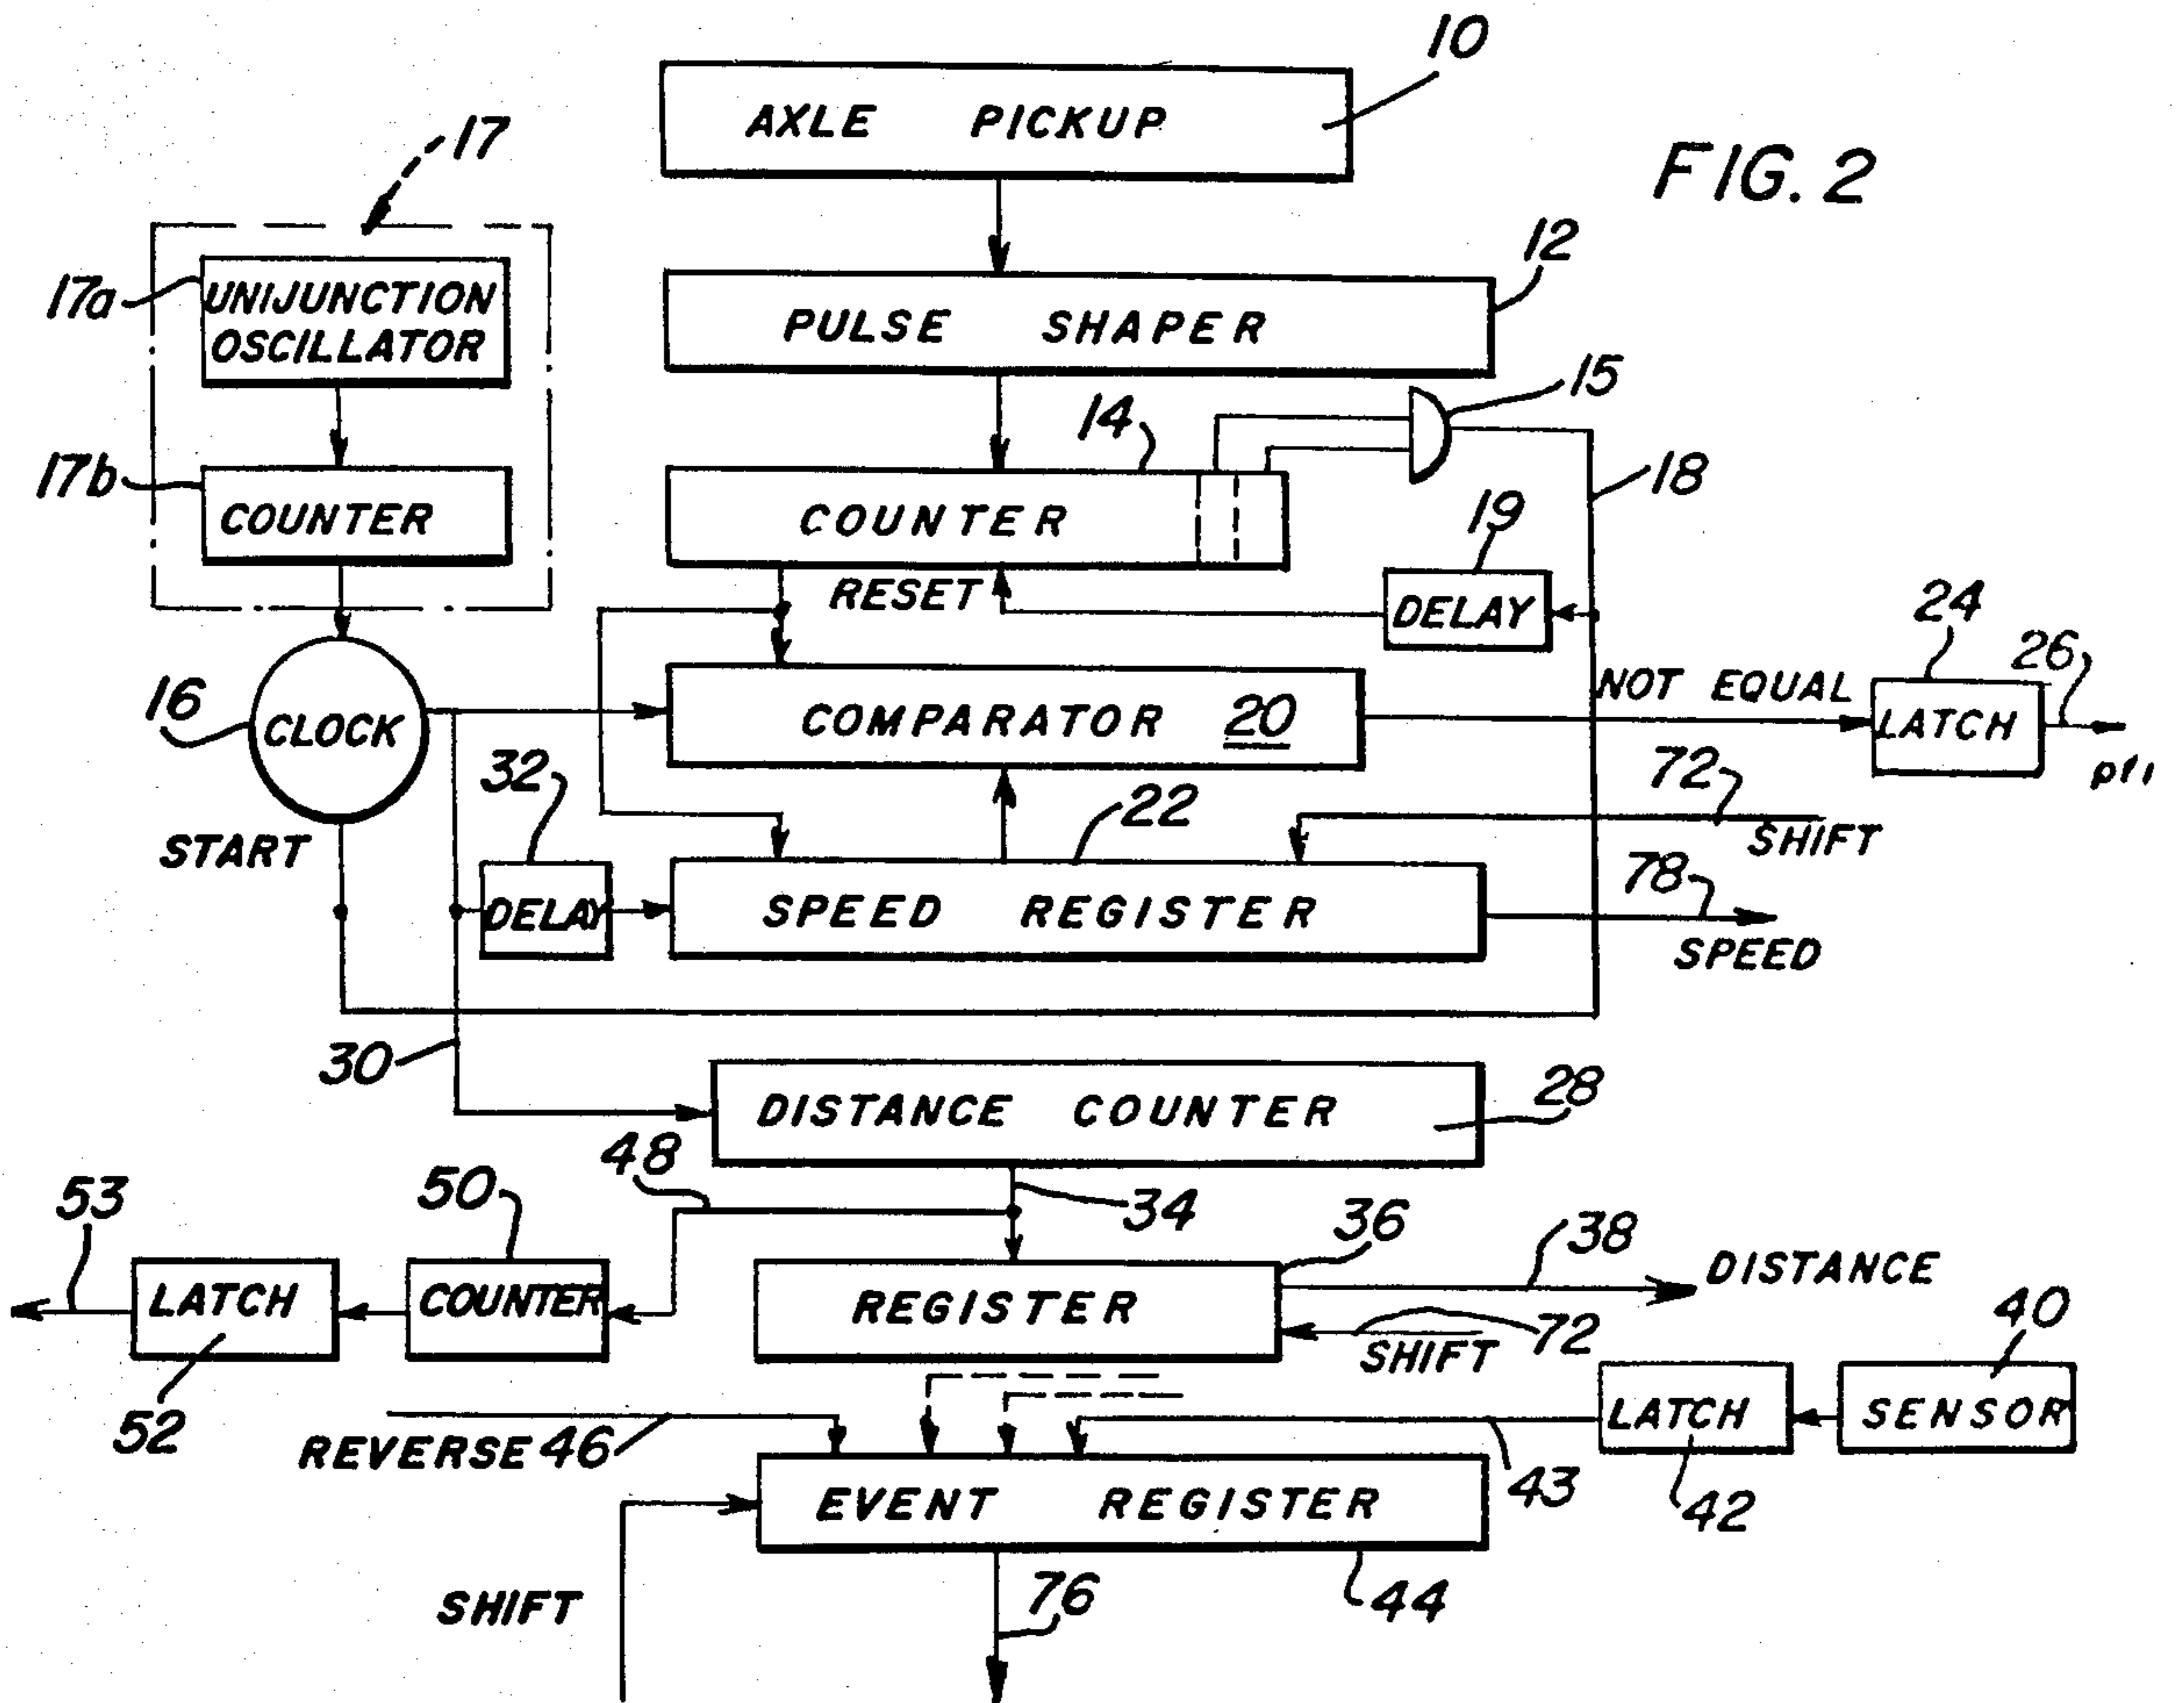 10
AXLE PICKUP
17
FIG. 2
12
17a
UNIJUNCTION
OSCILLATOR
PULSE SHAPER
15
14
17b
COUNTER
COUNTER
18
19
RESET
DELAY
24
26
16
CLOCK
COMPARATOR 20
NOT EQUAL
LATCH
32
72
22
START
SHIFT
78
DELAY
SPEED REGISTER
SPEED
30
28
DISTANCE COUNTER
48
53
50
34
36
38
DISTANCE
LATCH
COUNTER
REGISTER
40
72
SHIFT
52
LATCH
SENSOR
REVERSE 46
43
42
EVENT REGISTER
SHIFT
76
44